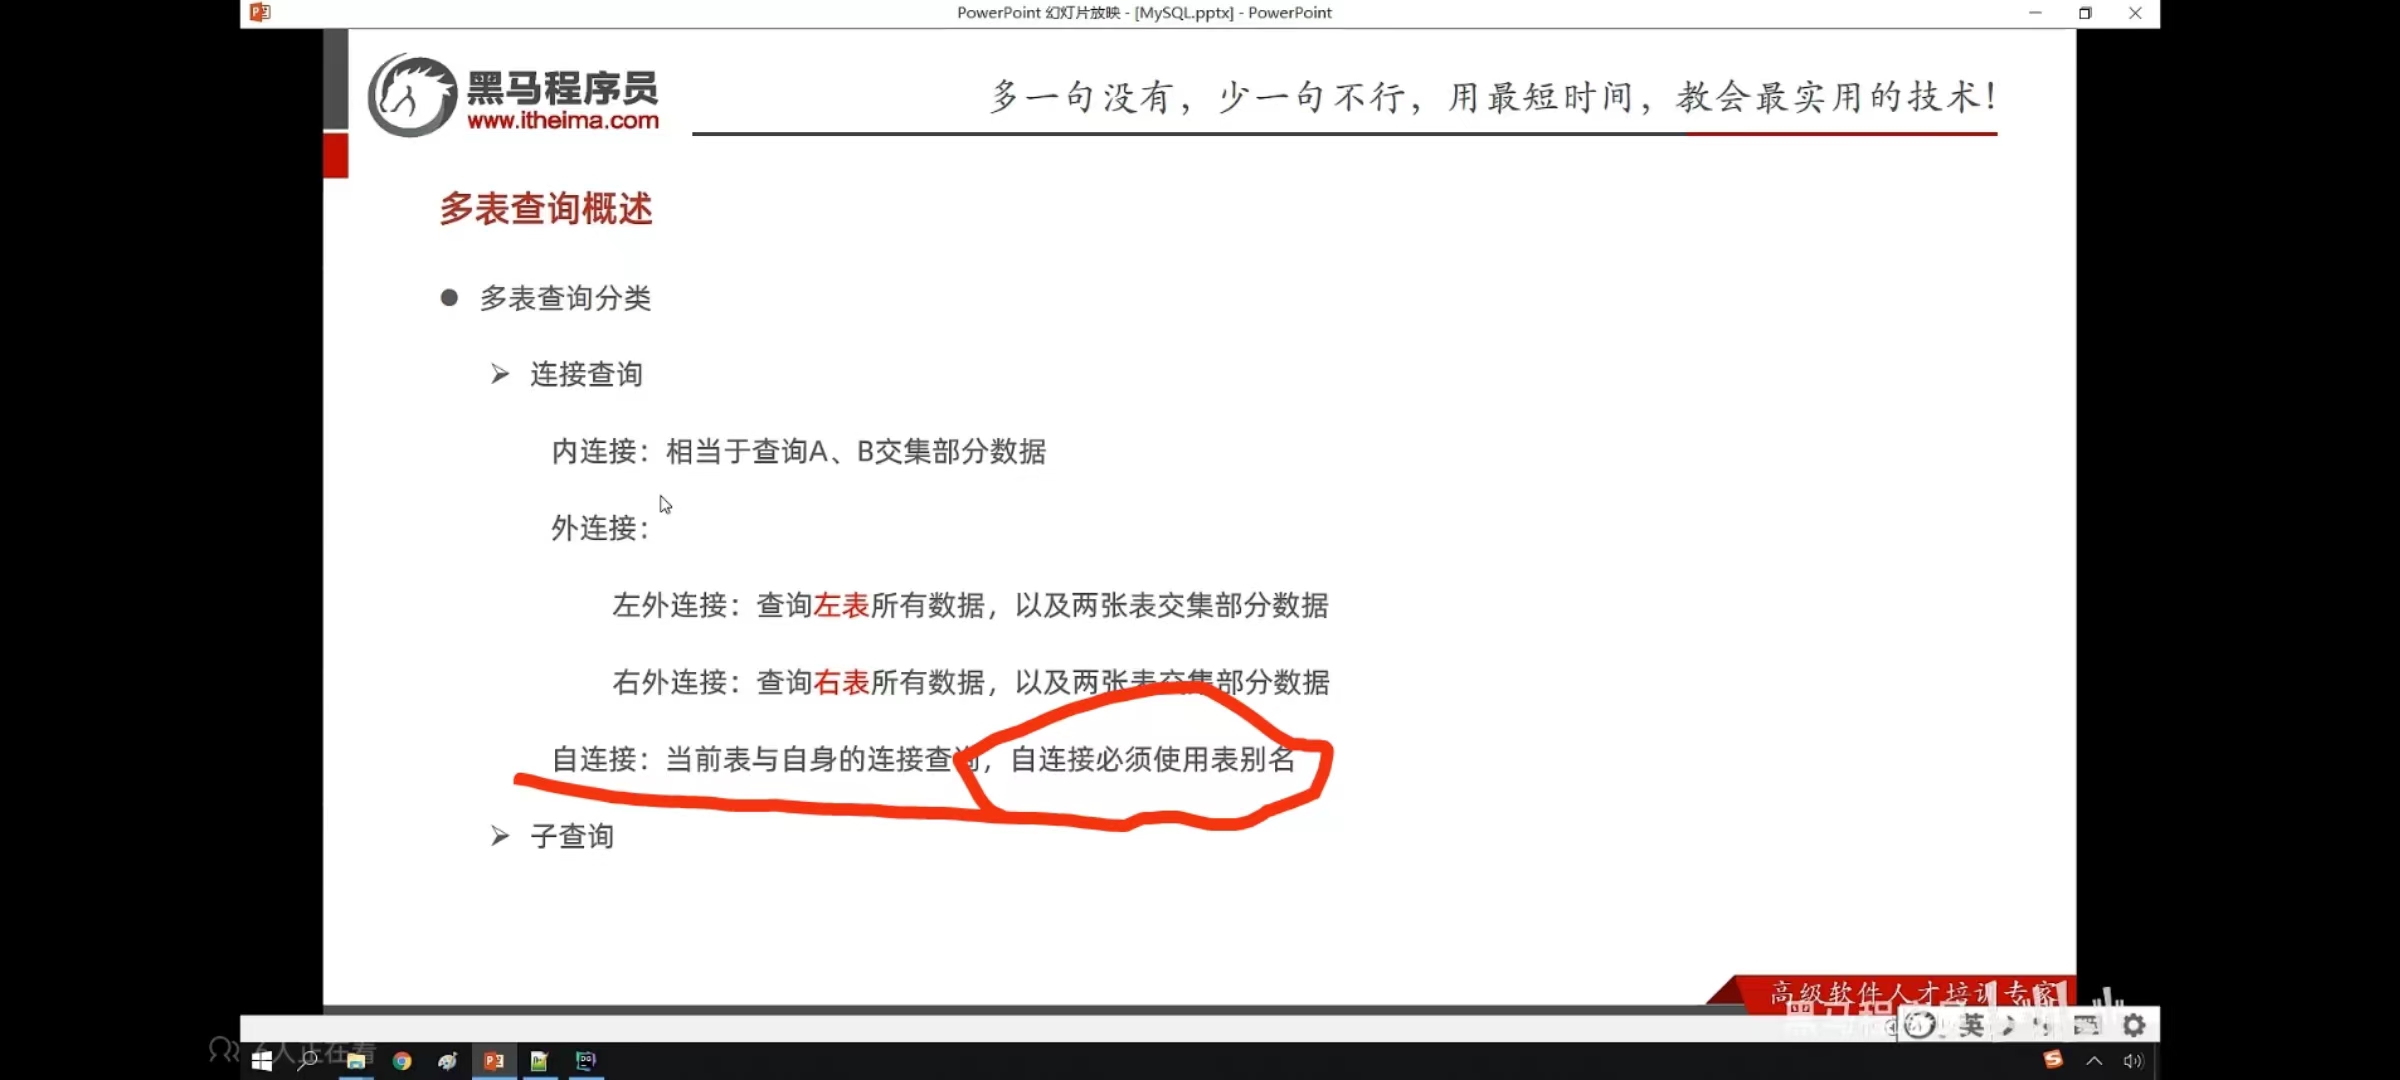 PowerPoint 幻灯片放映 - [MySQL.pptx] - PowerPoint
黑马程序员
www.itheima.com
多一句没有，少一句不行，用最短时间，教会最实用的技术！
多表查询概述
多表查询分类
连接查询
内连接：相当于查询A、B交集部分数据
外连接：
左外连接：查询左表所有数据，以及两张表交集部分数据
右外连接：查询右表所有数据，以及两张表交集部分数据
自连接：当前表与自身的连接查询，自连接必须使用表别名
子查询
高级软件人才培训专家
英
人正在看